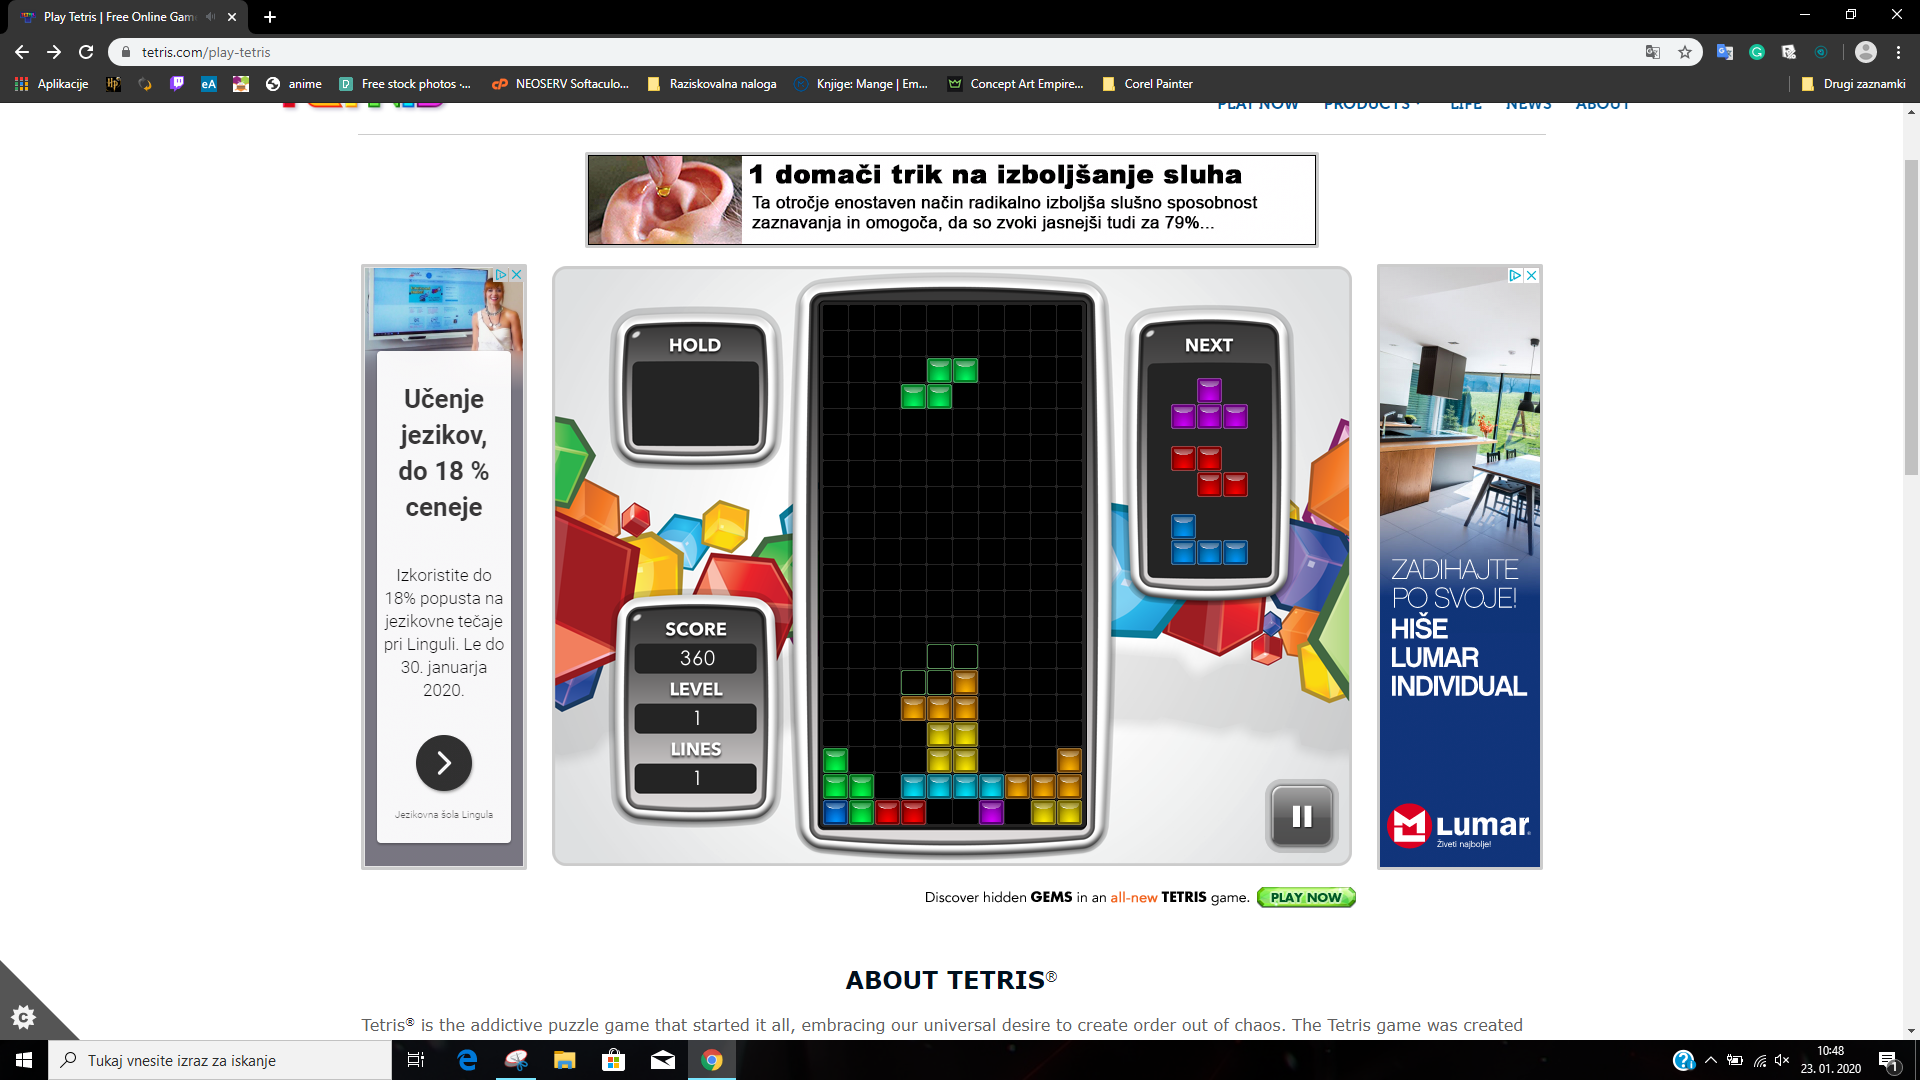 Play Tetris | Free Online Gam
tetris.com/play-tetris
Aplikacije
eA
anime
Free stock photos ·...
NEOSERV Softaculo...
Raziskovalna naloga
Knjige: Mange | Em...
Concept Art Empire...
Corel Painter
Drugi zaznamki
PLAY NOW
PRODUCTS
LIFE
NEWS
ABOUT
1 domači trik na izboljšanje sluha
Ta otročje enostaven način radikalno izboljša slušno sposobnost
zaznavanja in omogoča, da so zvoki jasnejši tudi za 79%...
Učenje
jezikov,
do 18 %
ceneje
Izkoristite do
18% popusta na
jezikovne tečaje
pri Linguli. Le do
30. januarja
2020.
Jezikovna šola Lingula
HOLD
SCORE
360
LEVEL
1
LINES
1
NEXT
ZADIHAJTE
PO SVOJE!
HIŠE
LUMAR
INDIVIDUAL
Lumar®
Živeti najbolje!
Discover hidden GEMS in an all-new TETRIS game.
PLAY NOW
ABOUT TETRIS®
Tetris® is the addictive puzzle game that started it all, embracing our universal desire to create order out of chaos. The Tetris game was created
Tukaj vnesite izraz za iskanje
10:48
23. 01. 2020
1